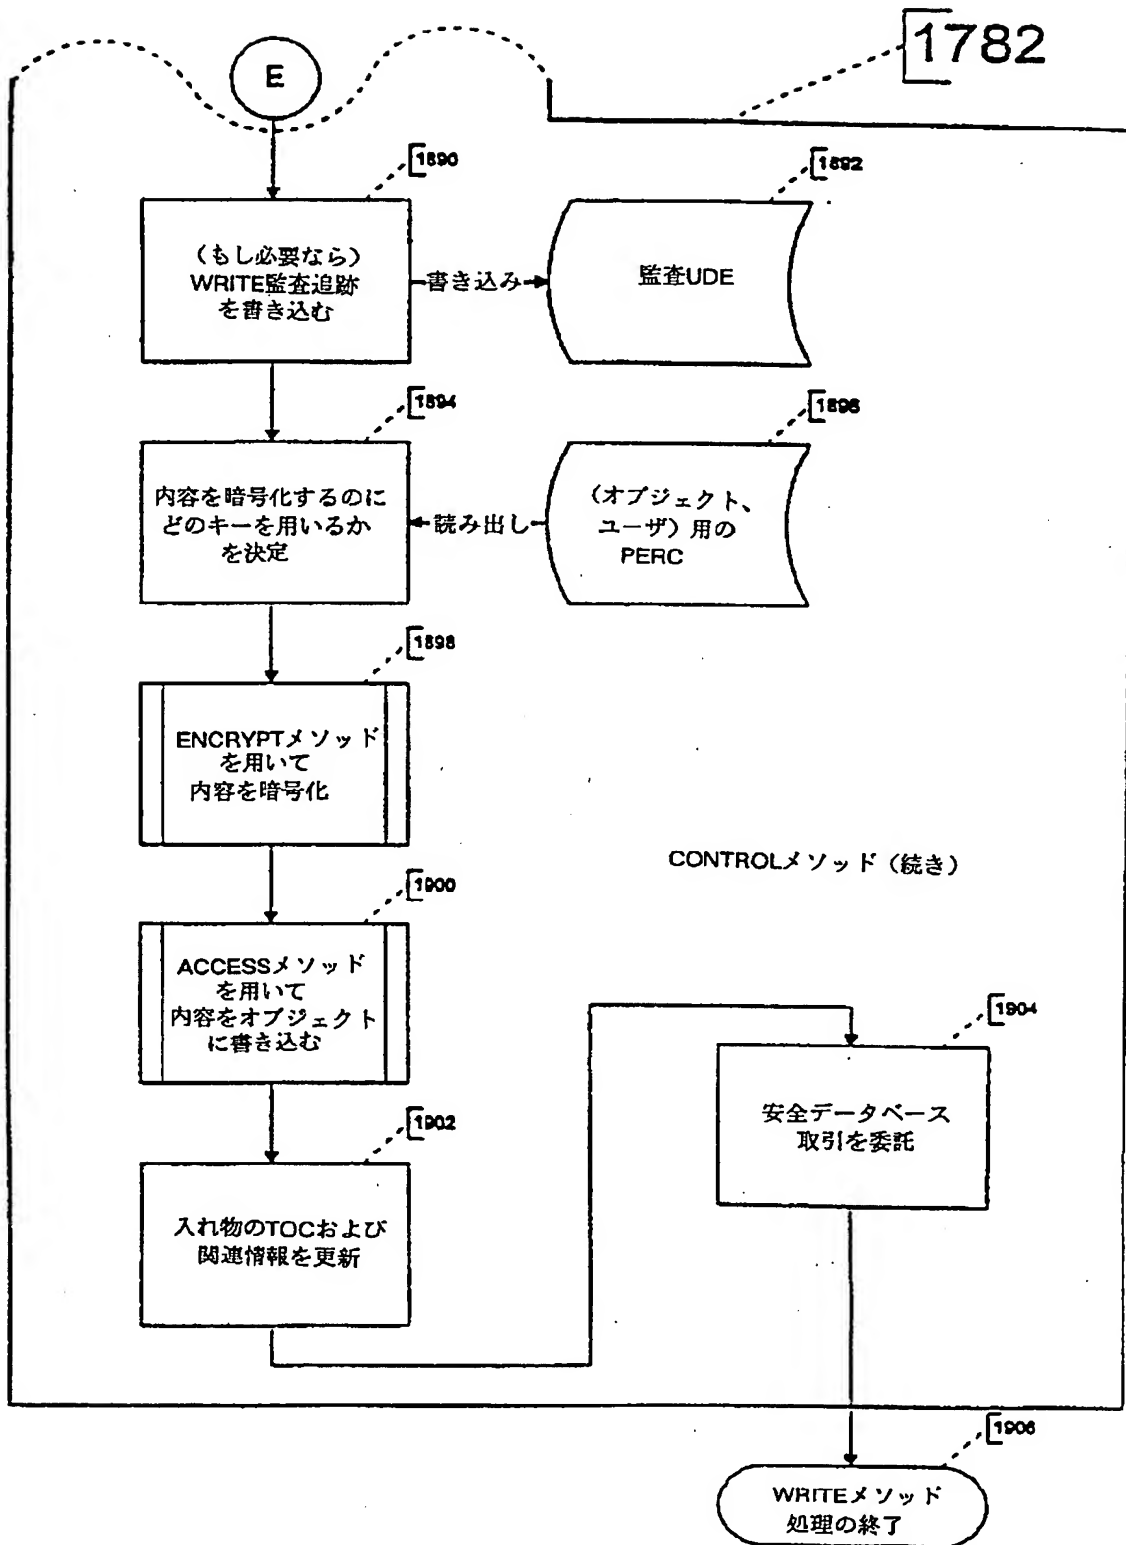 1782
E
1890
(もし必要なら)
WRITE監査追跡
を書き込む
書き込み
1892
監査UDE
1894
内容を暗号化するのに
どのキーを用いるか
を決定
読み出し
1896
(オブジェクト、
ユーザ)用の
PERC
1898
ENCRYPTメソッド
を用いて
内容を暗号化
CONTROLメソッド(続き)
1900
ACCESSメソッド
を用いて
内容をオブジェクト
に書き込む
1902
入れ物のTOCおよび
関連情報を更新
1904
安全データベース
取引を委託
1906
WRITEメソッド
処理の終了